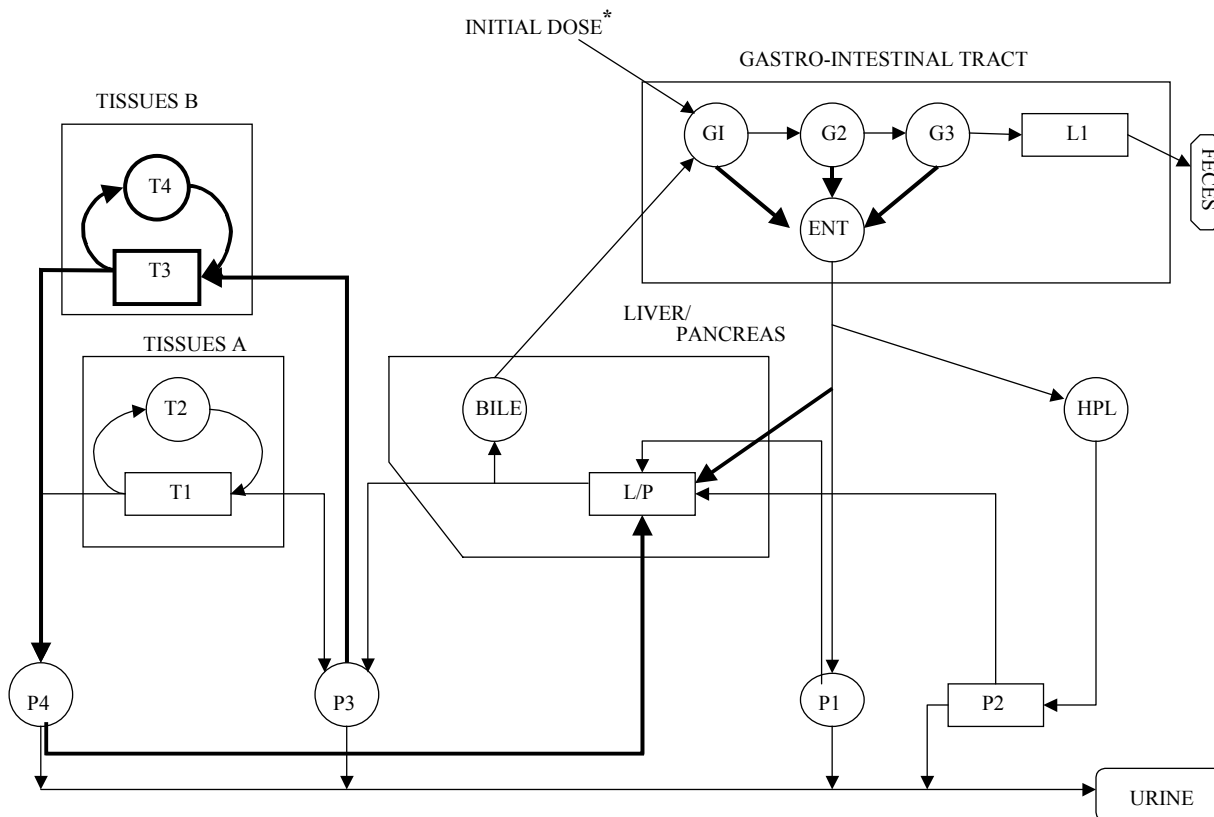 INITIAL DOSE*
GASTRO-INTESTINAL TRACT
TISSUES B
GI
G2
G3
L1
FECES
T4
ENT
T3
LIVER/
PANCREAS
TISSUES A
T2
BILE
HPL
T1
L/P
P4
P3
P1
P2
URINE